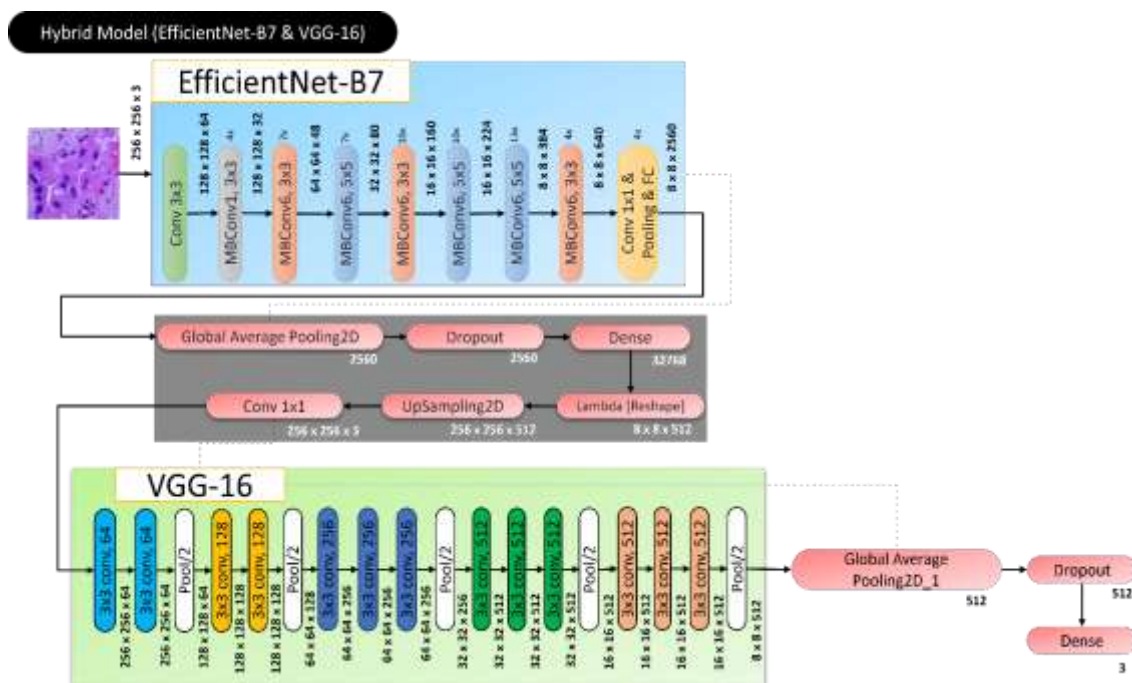 Hybrid Model (EfficientNet-B7 & VGG-16)
EfficientNet-B7
256 x 256 x 3
Conv 3x3
128 x 128 x 64
MBConv1, 3x3
4x
128 x 128 x 32
MBConv6, 3x3
7x
64 x 64 x 48
MBConv6, 5x5
7x
32 x 32 x 80
MBConv6, 3x3
10x
16 x 16 x 160
MBConv6, 5x5
10x
16 x 16 x 224
MBConv6, 5x5
13x
8 x 8 x 384
MBConv6, 3x3
4x
8 x 8 x 640
Conv 1x1 &
Pooling & FC
4x
8 x 8 x 2560
Global Average Pooling2D
2560
Dropout
2560
Dense
32768
Lambda [Reshape]
8 x 8 x 512
UpSampling2D
256 x 256 x 512
Conv 1x1
256 x 256 x 3
VGG-16
3x3 conv, 64
256 x 256 x 64
3x3 conv, 64
256 x 256 x 64
Pool/2
128 x 128 x 64
3x3 conv, 128
128 x 128 x 128
3x3 conv, 128
128 x 128 x 128
Pool/2
64 x 64 x 128
3x3 conv, 256
64 x 64 x 256
3x3 conv, 256
64 x 64 x 256
3x3 conv, 256
64 x 64 x 256
Pool/2
32 x 32 x 256
3x3 conv, 512
32 x 32 x 512
3x3 conv, 512
32 x 32 x 512
3x3 conv, 512
32 x 32 x 512
Pool/2
16 x 16 x 512
3x3 conv, 512
16 x 16 x 512
3x3 conv, 512
16 x 16 x 512
3x3 conv, 512
16 x 16 x 512
Pool/2
8 x 8 x 512
Global Average
Pooling2D_1
512
Dropout
512
Dense
3